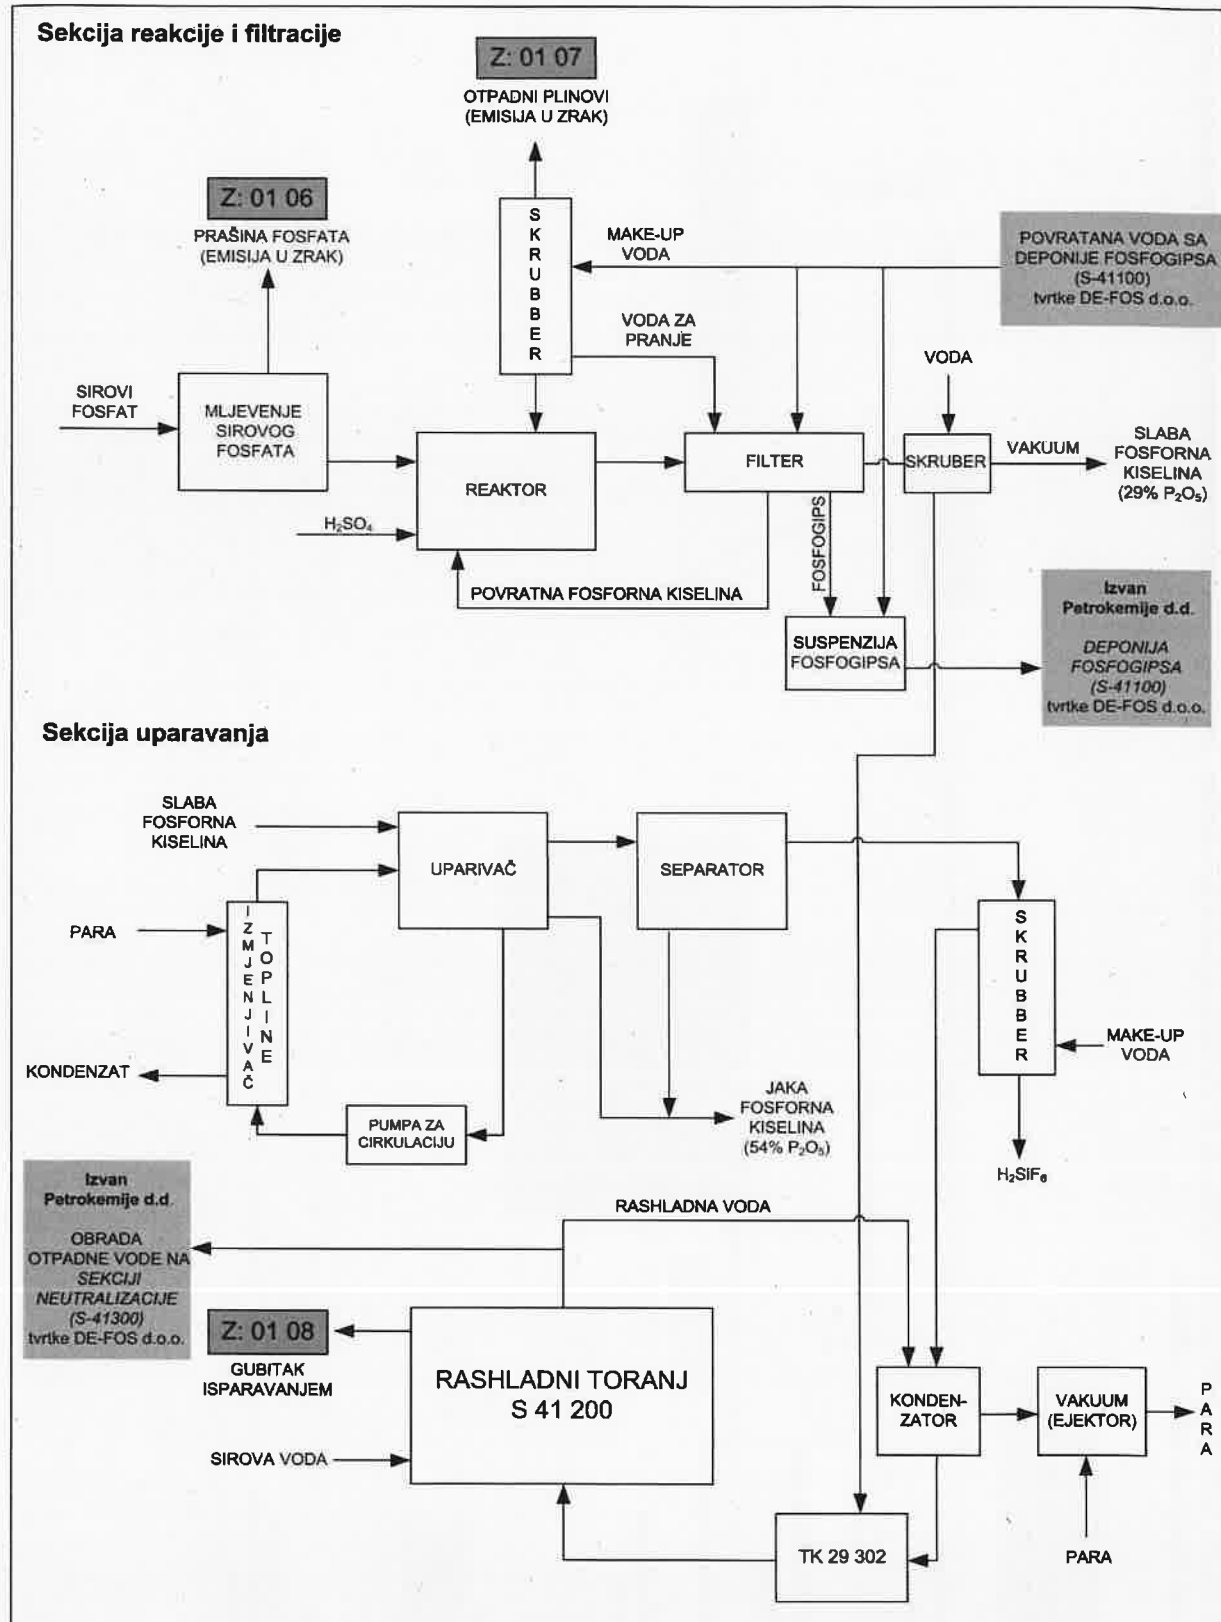 Sekcija reakcije i filtracije
Z: 01 07
OTPADNI PLINOVI
(EMISIJA U ZRAK)
Z: 01 06
PRAŠINA FOSFATA
(EMISIJA U ZRAK)
SKRUBBER
MAKE-UP
VODA
POVRATANA VODA SA
DEPONIJE FOSFOGIPSA
(S-41100)
tvrtke DE-FOS d.o.o.
VODA ZA
PRANJE
VODA
SIROVI
FOSFAT
MLJEVENJE
SIROVOG
FOSFATA
REAKTOR
FILTER
SKRUBER
VAKUUM
SLABA
FOSFORNA
KISELINA
(29% P₂O₅)
H₂SO₄
FOSFOGIPS
POVRATNA FOSFORNA KISELINA
SUSPENZIJA
FOSFOGIPSA
Izvan
Petrokemije d.d.
DEPONIJA
FOSFOGIPSA
(S-41100)
tvrtke DE-FOS d.o.o.
Sekcija uparavanja
SLABA
FOSFORNA
KISELINA
UPARIVAČ
SEPARATOR
PARA
IZMJENJIVAČ
TOPLINE
SKRUBBER
MAKE-UP
VODA
KONDENZAT
PUMPA ZA
CIRKULACIJU
JAKA
FOSFORNA
KISELINA
(54% P₂O₅)
H₂SIF₆
Izvan
Petrokemije d.d.
OBRADA
OTPADNE VODE NA
SEKCIJI
NEUTRALIZACIJE
(S-41300)
tvrtke DE-FOS d.o.o.
RASHLADNA VODA
Z: 01 08
GUBITAK
ISPARAVANJEM
RASHLADNI TORANJ
S 41 200
SIROVA VODA
KONDEN-
ZATOR
VAKUUM
(EJEKTOR)
PARA
TK 29 302
PARA